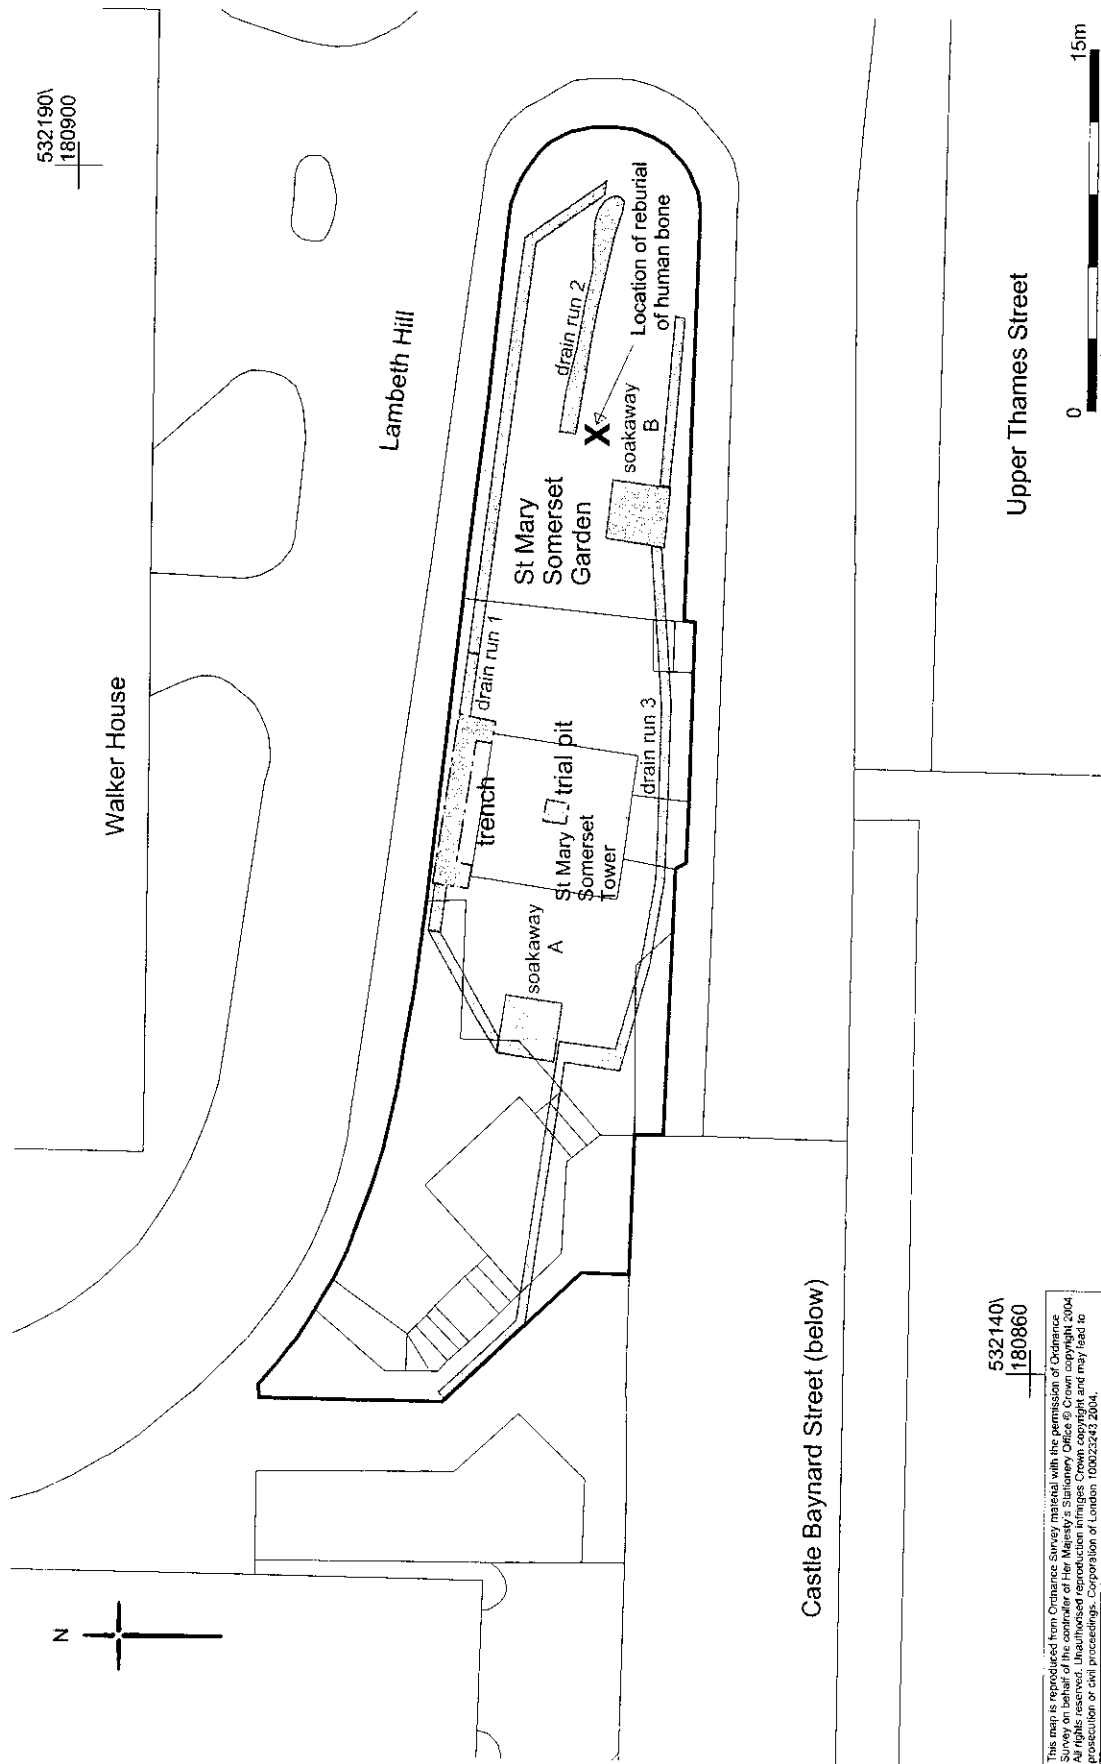 N
532190\
180900
Walker House
Lambeth Hill
drain run 1
trench
St Mary
Somerset
Garden
drain run 2
Location of reburial
of human bone
X
soakaway
A
St Mary
Somerset
Tower
trial pit
soakaway
B
drain run 3
Castle Baynard Street (below)
Upper Thames Street
532140\
180860
0
15m
This map is reproduced from Ordnance Survey material with the permission of Ordnance
Survey on behalf of the controller of Her Majesty's Stationery Office © Crown copyright 2004.
All rights reserved. Unauthorised reproduction infringes Crown copyright and may lead to
prosecution or civil proceedings. Corporation of London 100023243 2004.